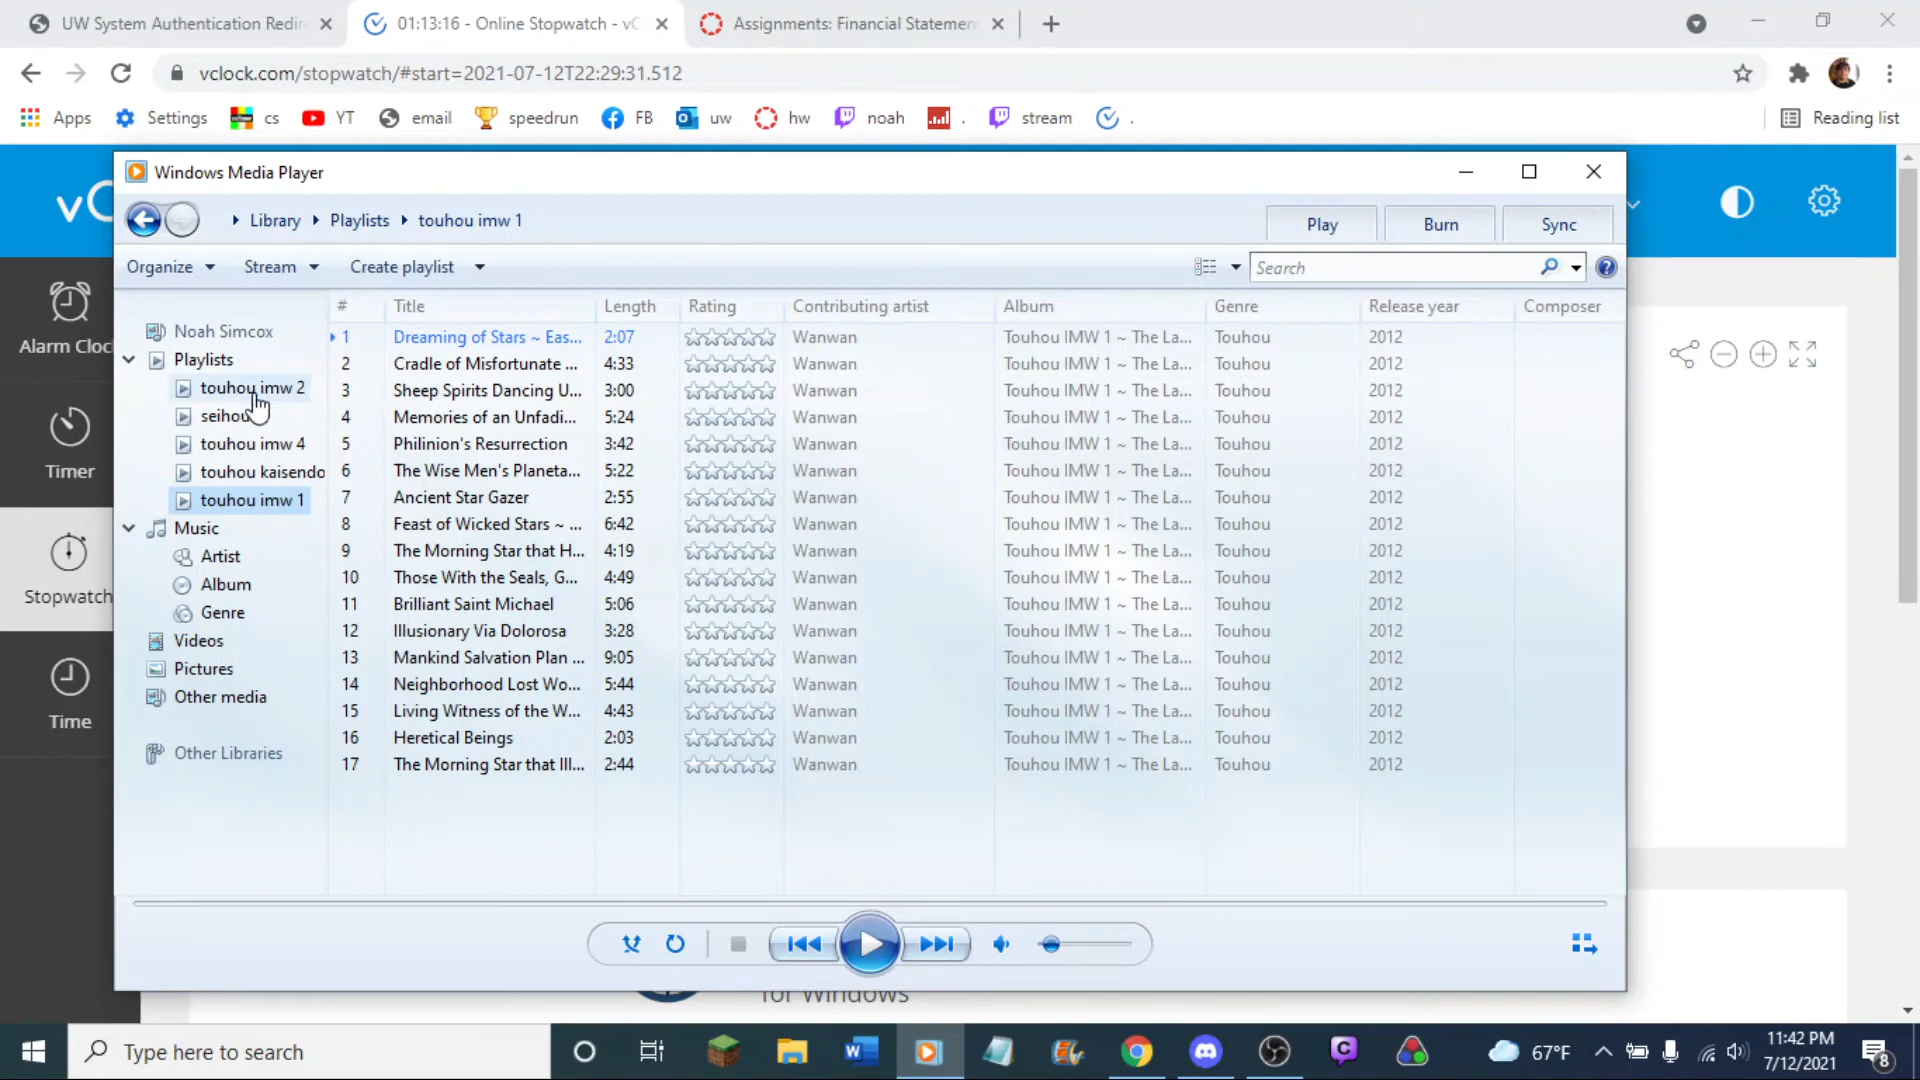 UW System Authentication Redir
01:13:16 - Online Stopwatch - vC
Assignments: Financial Statemen
vclock.com/stopwatch/#start=2021-07-12T22:29:31.512
Apps Settings cs YT email speedrun FB uw hw noah . stream . Reading list
vC
Windows Media Player
Library Playlists touhou imw 1
Play Burn Sync
Organize Stream Create playlist Search
# Title Length Rating Contributing artist Album Genre Release year Composer
Alarm Cloc
Timer
Stopwatch
Time
Noah Simcox
Playlists
touhou imw 2
seihou
touhou imw 4
touhou kaisendo
touhou imw 1
Music
Artist
Album
Genre
Videos
Pictures
Other media
Other Libraries
1 Dreaming of Stars ~ Eas... 2:07 Wanwan Touhou IMW 1 ~ The La... Touhou 2012
2 Cradle of Misfortunate ... 4:33 Wanwan Touhou IMW 1 ~ The La... Touhou 2012
3 Sheep Spirits Dancing U... 3:00 Wanwan Touhou IMW 1 ~ The La... Touhou 2012
4 Memories of an Unfadi... 5:24 Wanwan Touhou IMW 1 ~ The La... Touhou 2012
5 Philinion's Resurrection 3:42 Wanwan Touhou IMW 1 ~ The La... Touhou 2012
6 The Wise Men's Planeta... 5:22 Wanwan Touhou IMW 1 ~ The La... Touhou 2012
7 Ancient Star Gazer 2:55 Wanwan Touhou IMW 1 ~ The La... Touhou 2012
8 Feast of Wicked Stars ~ ... 6:42 Wanwan Touhou IMW 1 ~ The La... Touhou 2012
9 The Morning Star that H... 4:19 Wanwan Touhou IMW 1 ~ The La... Touhou 2012
10 Those With the Seals, G... 4:49 Wanwan Touhou IMW 1 ~ The La... Touhou 2012
11 Brilliant Saint Michael 5:06 Wanwan Touhou IMW 1 ~ The La... Touhou 2012
12 Illusionary Via Dolorosa 3:28 Wanwan Touhou IMW 1 ~ The La... Touhou 2012
13 Mankind Salvation Plan ... 9:05 Wanwan Touhou IMW 1 ~ The La... Touhou 2012
14 Neighborhood Lost Wo... 5:44 Wanwan Touhou IMW 1 ~ The La... Touhou 2012
15 Living Witness of the W... 4:43 Wanwan Touhou IMW 1 ~ The La... Touhou 2012
16 Heretical Beings 2:03 Wanwan Touhou IMW 1 ~ The La... Touhou 2012
17 The Morning Star that Ill... 2:44 Wanwan Touhou IMW 1 ~ The La... Touhou 2012
for Windows
Type here to search
67°F
11:42 PM
7/12/2021
8